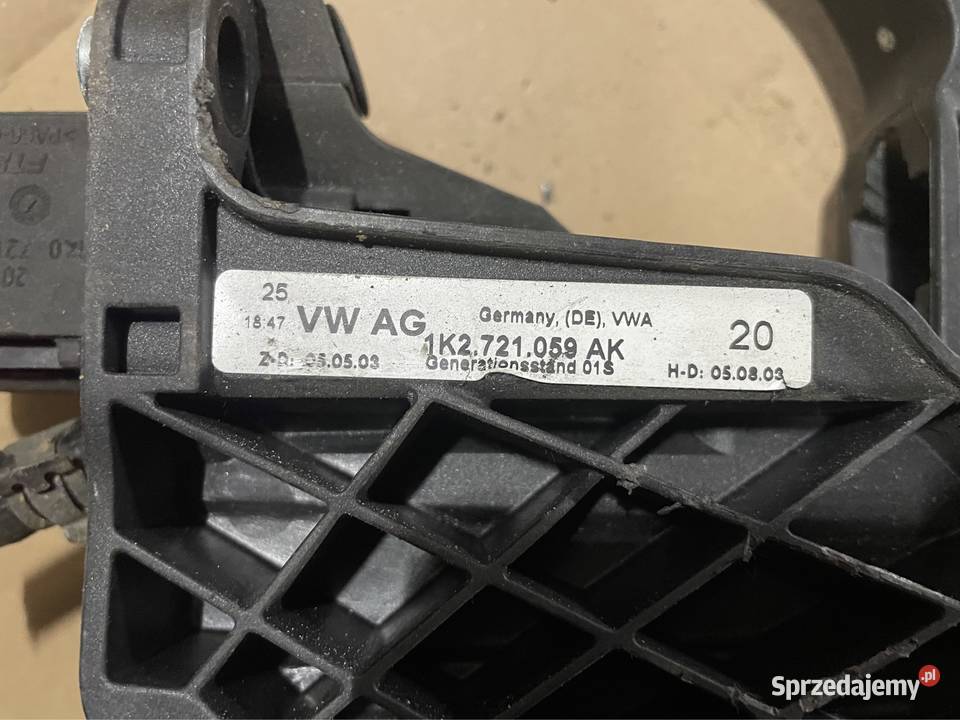 25
18:47 VW AG
Germany, (DE), VWA
1K2.721.059 AK
20
Z-D: 05.05.03
Generationsstand 01S
H-D: 05.08.03
Sprzedajemy.pl